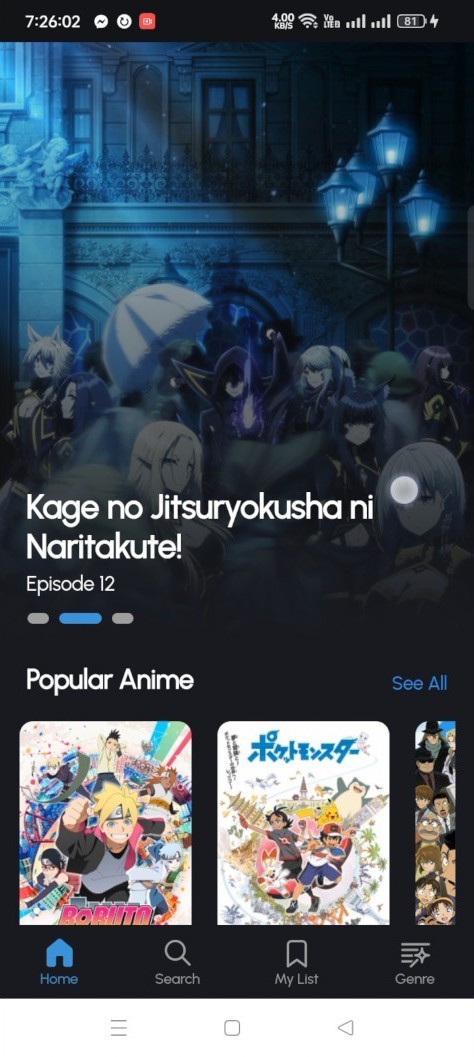 7:26:02
4.00
KB/S
Vo
LTE2
81
Kage no Jitsuryokusha ni
Naritakute!
Episode 12
Popular Anime
See All
ポケットモンスター
BORUTO
Home
Search
My List
Genre